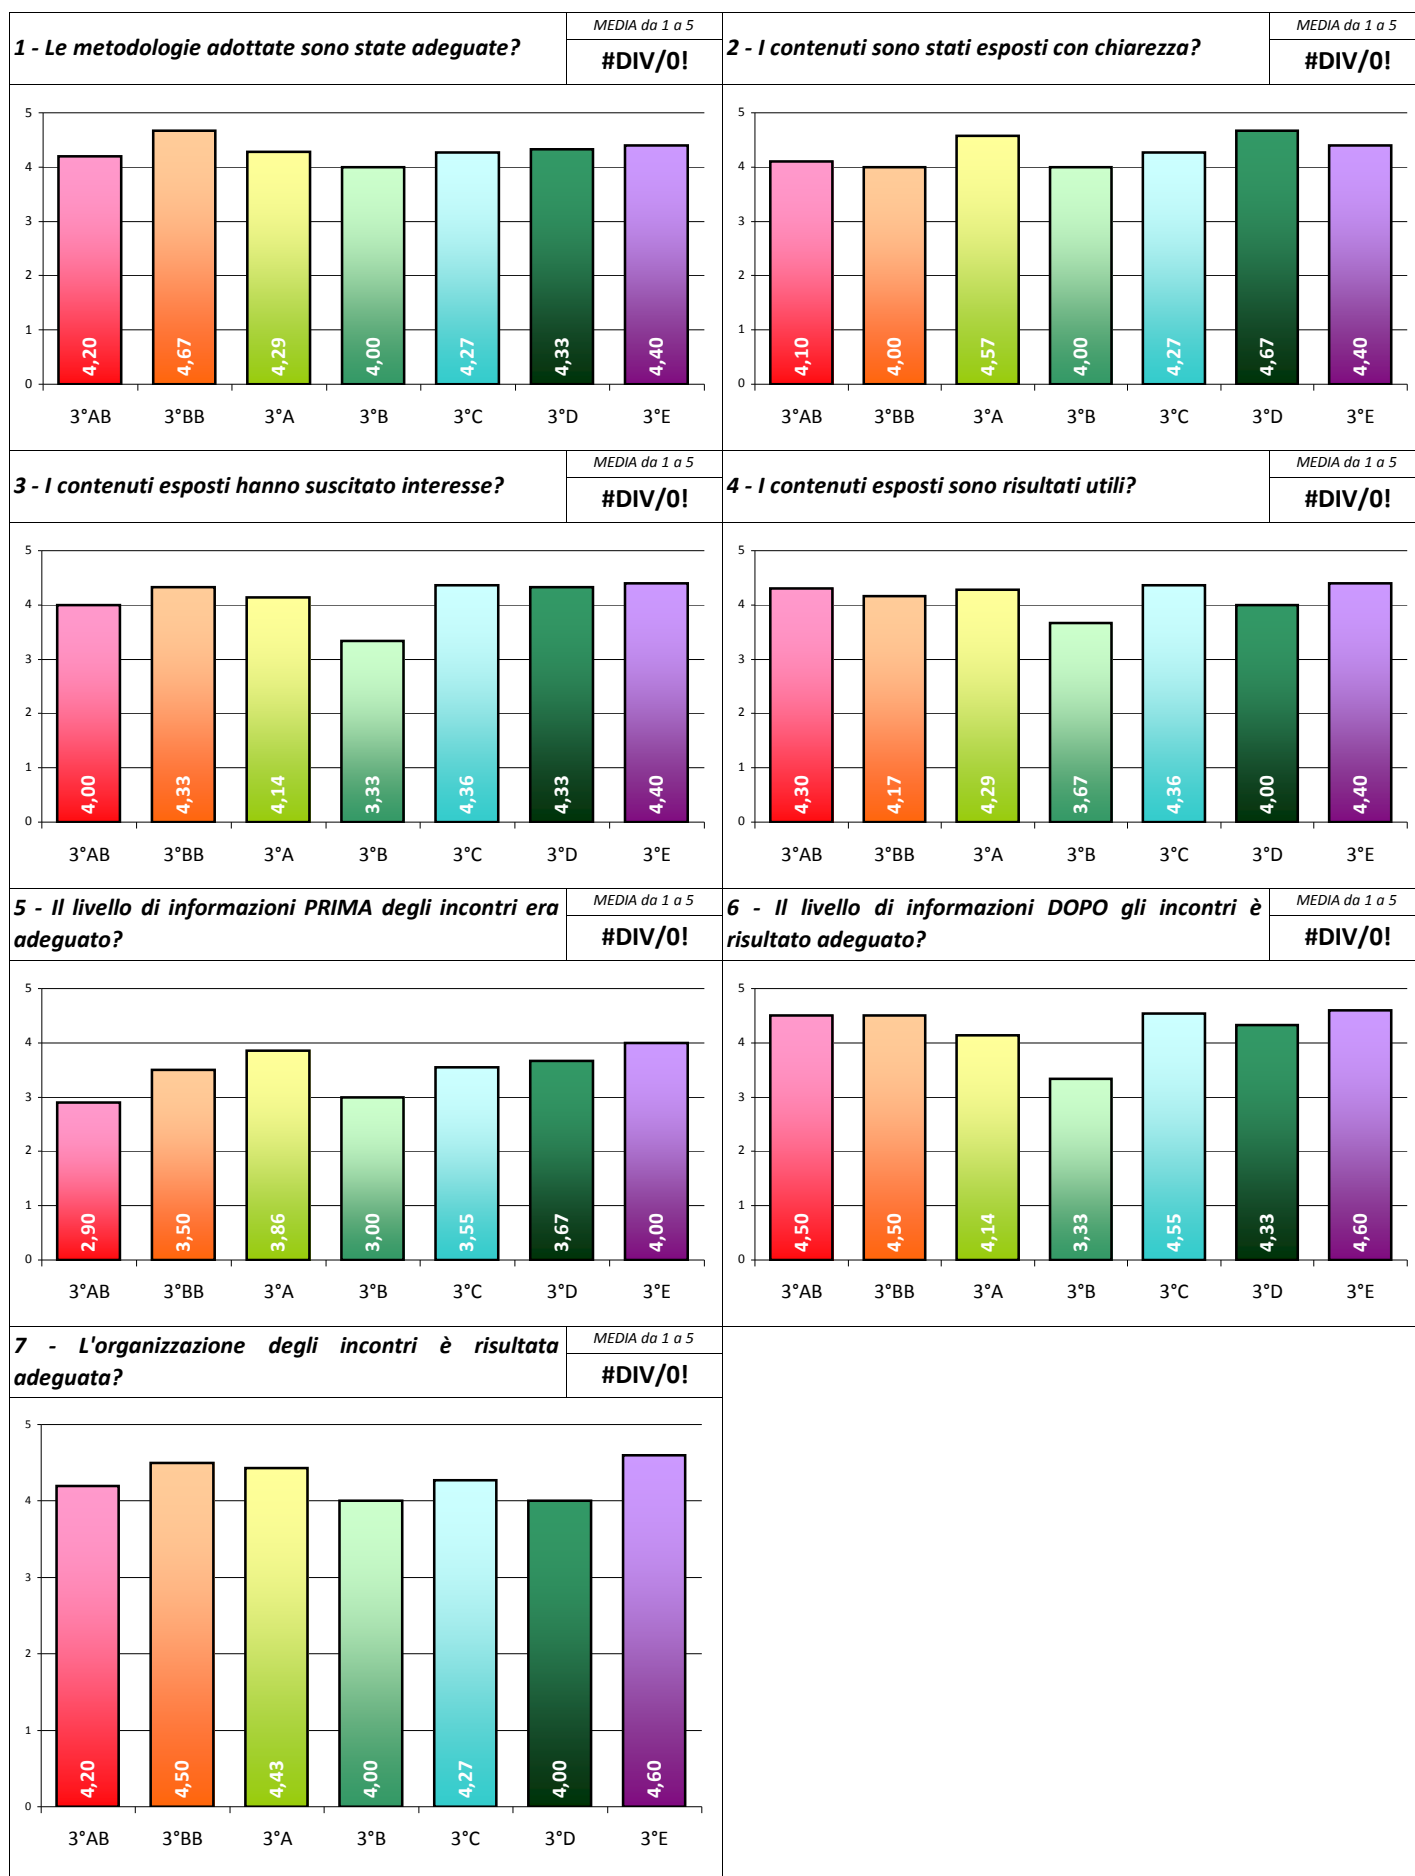 1 - Le metodologie adottate sono state adeguate?
MEDIA da 1 a 5
#DIV/0!
5
4
3
2
1
0
4,20
4,67
4,29
4,00
4,27
4,33
4,40
3°AB 3°BB 3°A 3°B 3°C 3°D 3°E
2 - I contenuti sono stati esposti con chiarezza?
MEDIA da 1 a 5
#DIV/0!
5
4
3
2
1
0
4,10
4,00
4,57
4,00
4,27
4,67
4,40
3°AB 3°BB 3°A 3°B 3°C 3°D 3°E
3 - I contenuti esposti hanno suscitato interesse?
MEDIA da 1 a 5
#DIV/0!
5
4
3
2
1
0
4,00
4,33
4,14
3,33
4,36
4,33
4,40
3°AB 3°BB 3°A 3°B 3°C 3°D 3°E
4 - I contenuti esposti sono risultati utili?
MEDIA da 1 a 5
#DIV/0!
5
4
3
2
1
0
4,30
4,17
4,29
3,67
4,36
4,00
4,40
3°AB 3°BB 3°A 3°B 3°C 3°D 3°E
5 - Il livello di informazioni PRIMA degli incontri era
adeguato?
MEDIA da 1 a 5
#DIV/0!
5
4
3
2
1
0
2,90
3,50
3,86
3,00
3,55
3,67
4,00
3°AB 3°BB 3°A 3°B 3°C 3°D 3°E
6 - Il livello di informazioni DOPO gli incontri è
risultato adeguato?
MEDIA da 1 a 5
#DIV/0!
5
4
3
2
1
0
4,50
4,50
4,14
3,33
4,55
4,33
4,60
3°AB 3°BB 3°A 3°B 3°C 3°D 3°E
7 - L'organizzazione degli incontri è risultata
adeguata?
MEDIA da 1 a 5
#DIV/0!
5
4
3
2
1
0
4,20
4,50
4,43
4,00
4,27
4,00
4,60
3°AB 3°BB 3°A 3°B 3°C 3°D 3°E